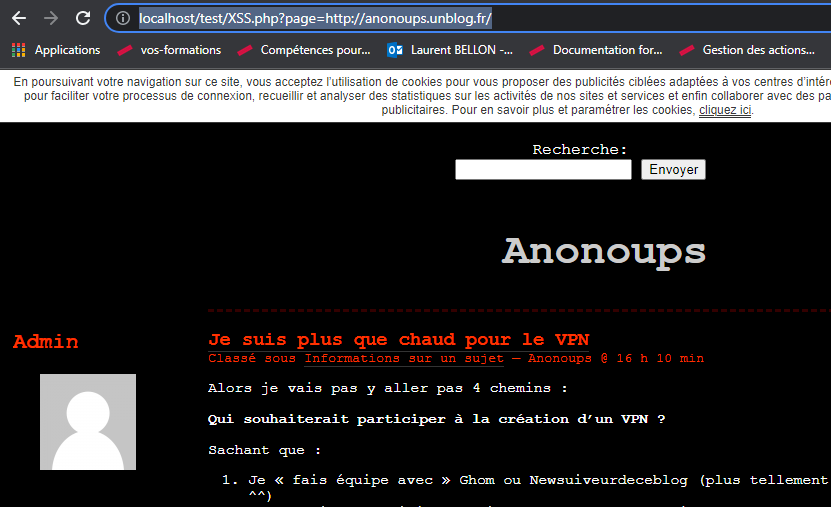 localhost/test/XSS.php?page=http://anonoups.unblog.fr/
Applications vos-formations Compétences pour... Laurent BELLON -... Documentation for... Gestion des actions...
En poursuivant votre navigation sur ce site, vous acceptez l'utilisation de cookies pour vous proposer des publicités ciblées adaptées à vos centres d'intér
pour faciliter votre processus de connexion, recueillir et analyser des statistiques sur les activités de nos sites et services et enfin collaborer avec des pa
publicitaires. Pour en savoir plus et paramétrer les cookies, cliquez ici.
Recherche:
Envoyer
Anonoups
Admin
Je suis plus que chaud pour le VPN
Classé sous Informations sur un sujet — Anonoups @ 16 h 10 min
Alors je vais pas y aller pas 4 chemins :
Qui souhaiterait participer à la création d'un VPN ?
Sachant que :
1. Je « fais équipe avec » Ghom ou Newsuiveurdeceblog (plus tellement
^^)